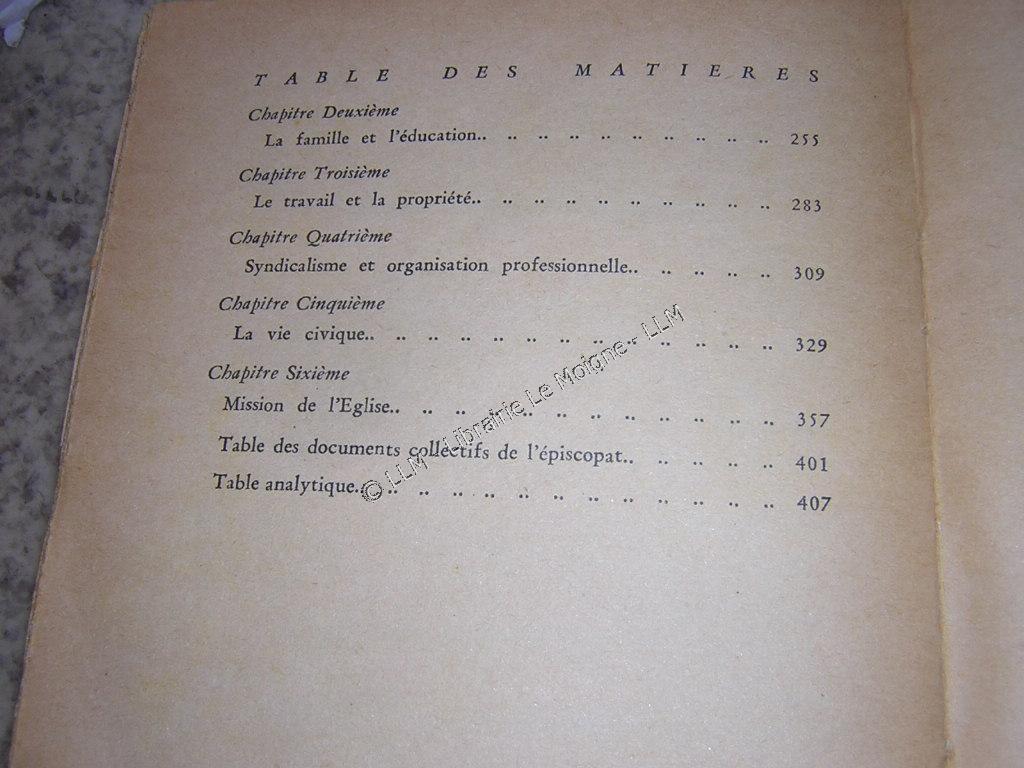 TABLE DES MATIERES
Chapitre Deuxième
La famille et l'éducation.. .. .. .. .. .. .. .. .. .. 255
Chapitre Troisième
Le travail et la propriété.. .. .. .. .. .. .. .. .. .. 283
Chapitre Quatrième
Syndicalisme et organisation professionnelle.. .. .. .. .. 309
Chapitre Cinquième
La vie civique.. .. .. .. .. .. .. .. .. .. .. .. .. 329
Chapitre Sixième
Mission de l'Eglise.. .. .. .. .. .. .. .. .. .. .. .. 357
Table des documents collectifs de l'épiscopat.. .. .. .. .. 401
Table analytique.. .. .. .. .. .. .. .. .. .. .. .. .. 407
© LLM - Librairie Le Moigne - LLM